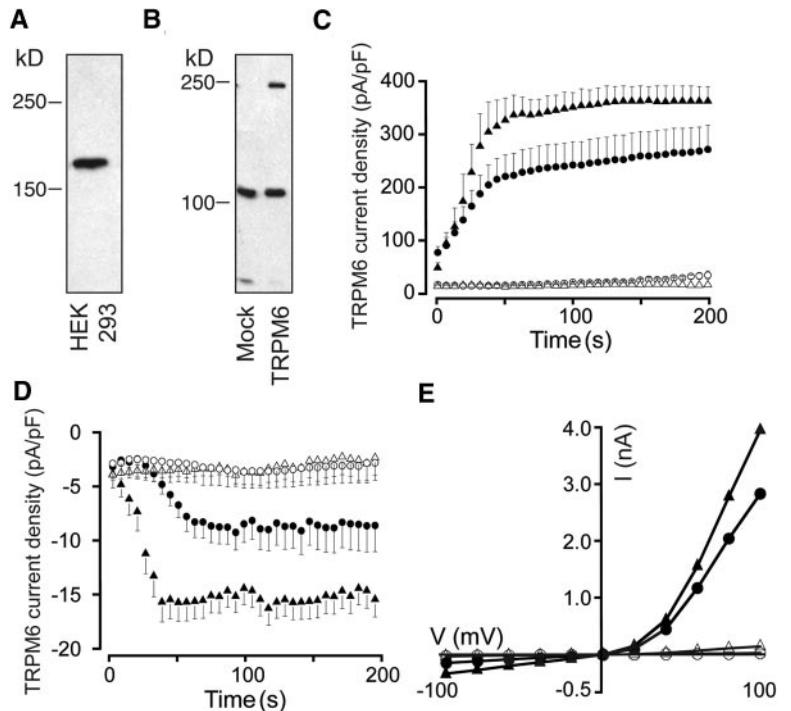 A
kD
250
150
HEK
293
B
kD
250
100
Mock
TRPM6
C
TRPM6 current density (pA/pF)
400
300
200
100
0
0 100 200
Time (s)
D
TRPM6 current density (pA/pF)
0
-5
-10
-15
-20
0 100 200
Time (s)
E
I (nA)
4.0
3.0
2.0
1.0
V (mV)
-100 -0.5 100